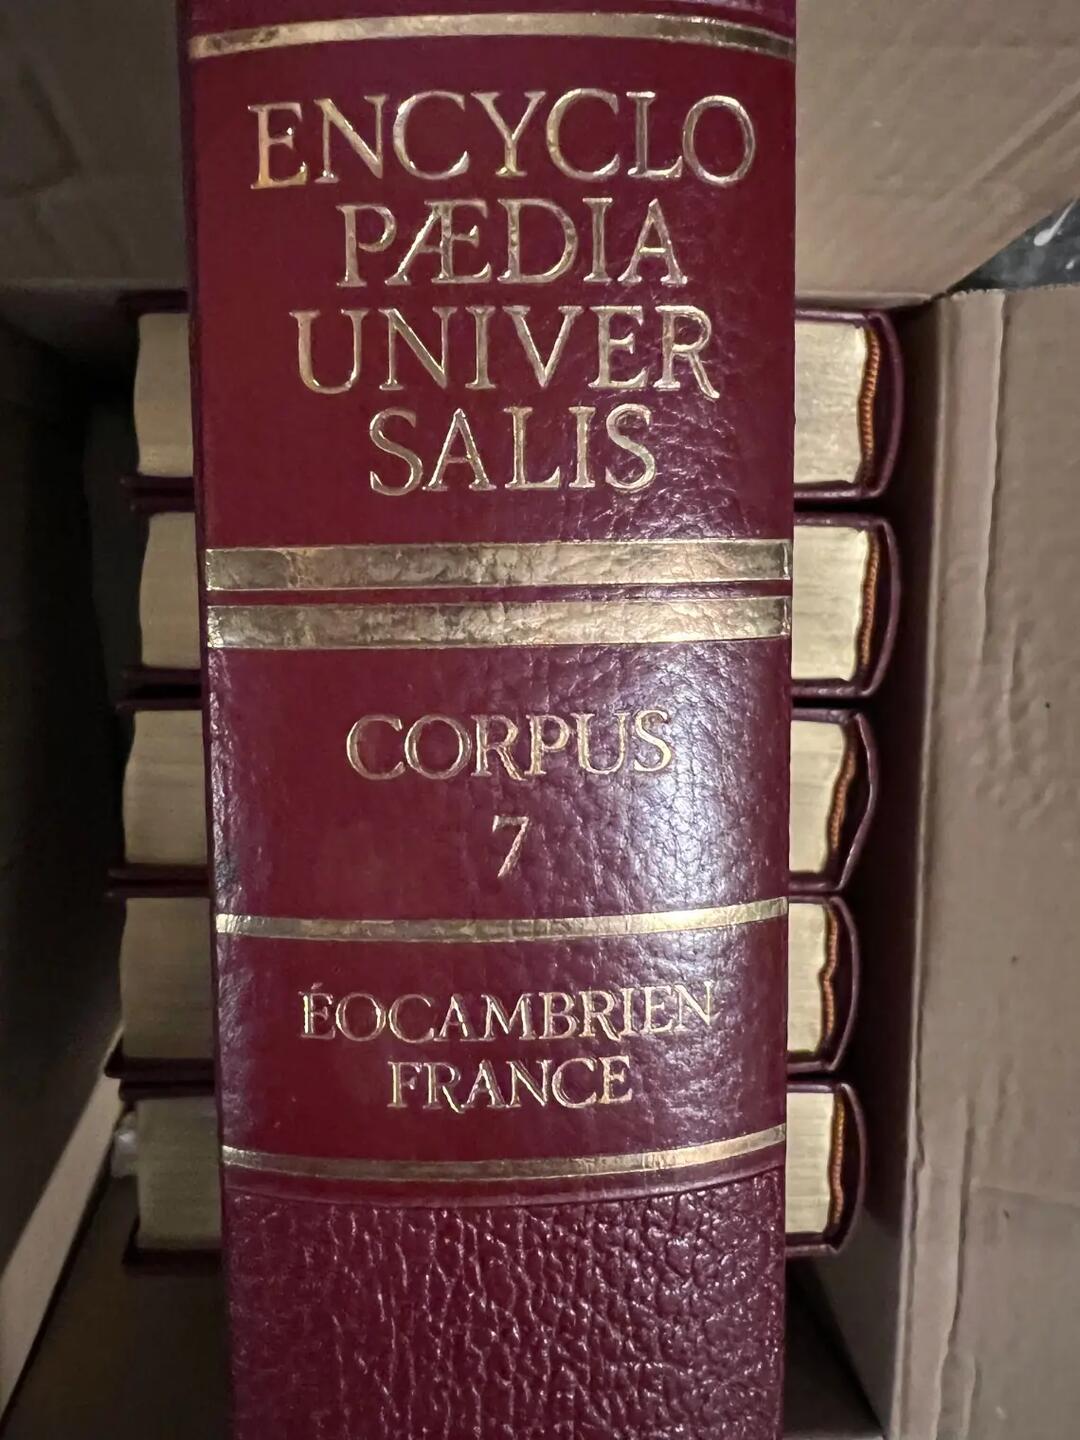 ENCYCLO
PÆDIA
UNIVER
SALIS
CORPUS
7
ÉOCAMBRIEN
FRANCE